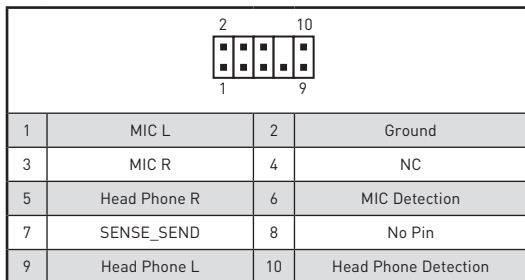 2 10
1 9
1 MIC L 2 Ground
3 MIC R 4 NC
5 Head Phone R 6 MIC Detection
7 SENSE_SEND 8 No Pin
9 Head Phone L 10 Head Phone Detection